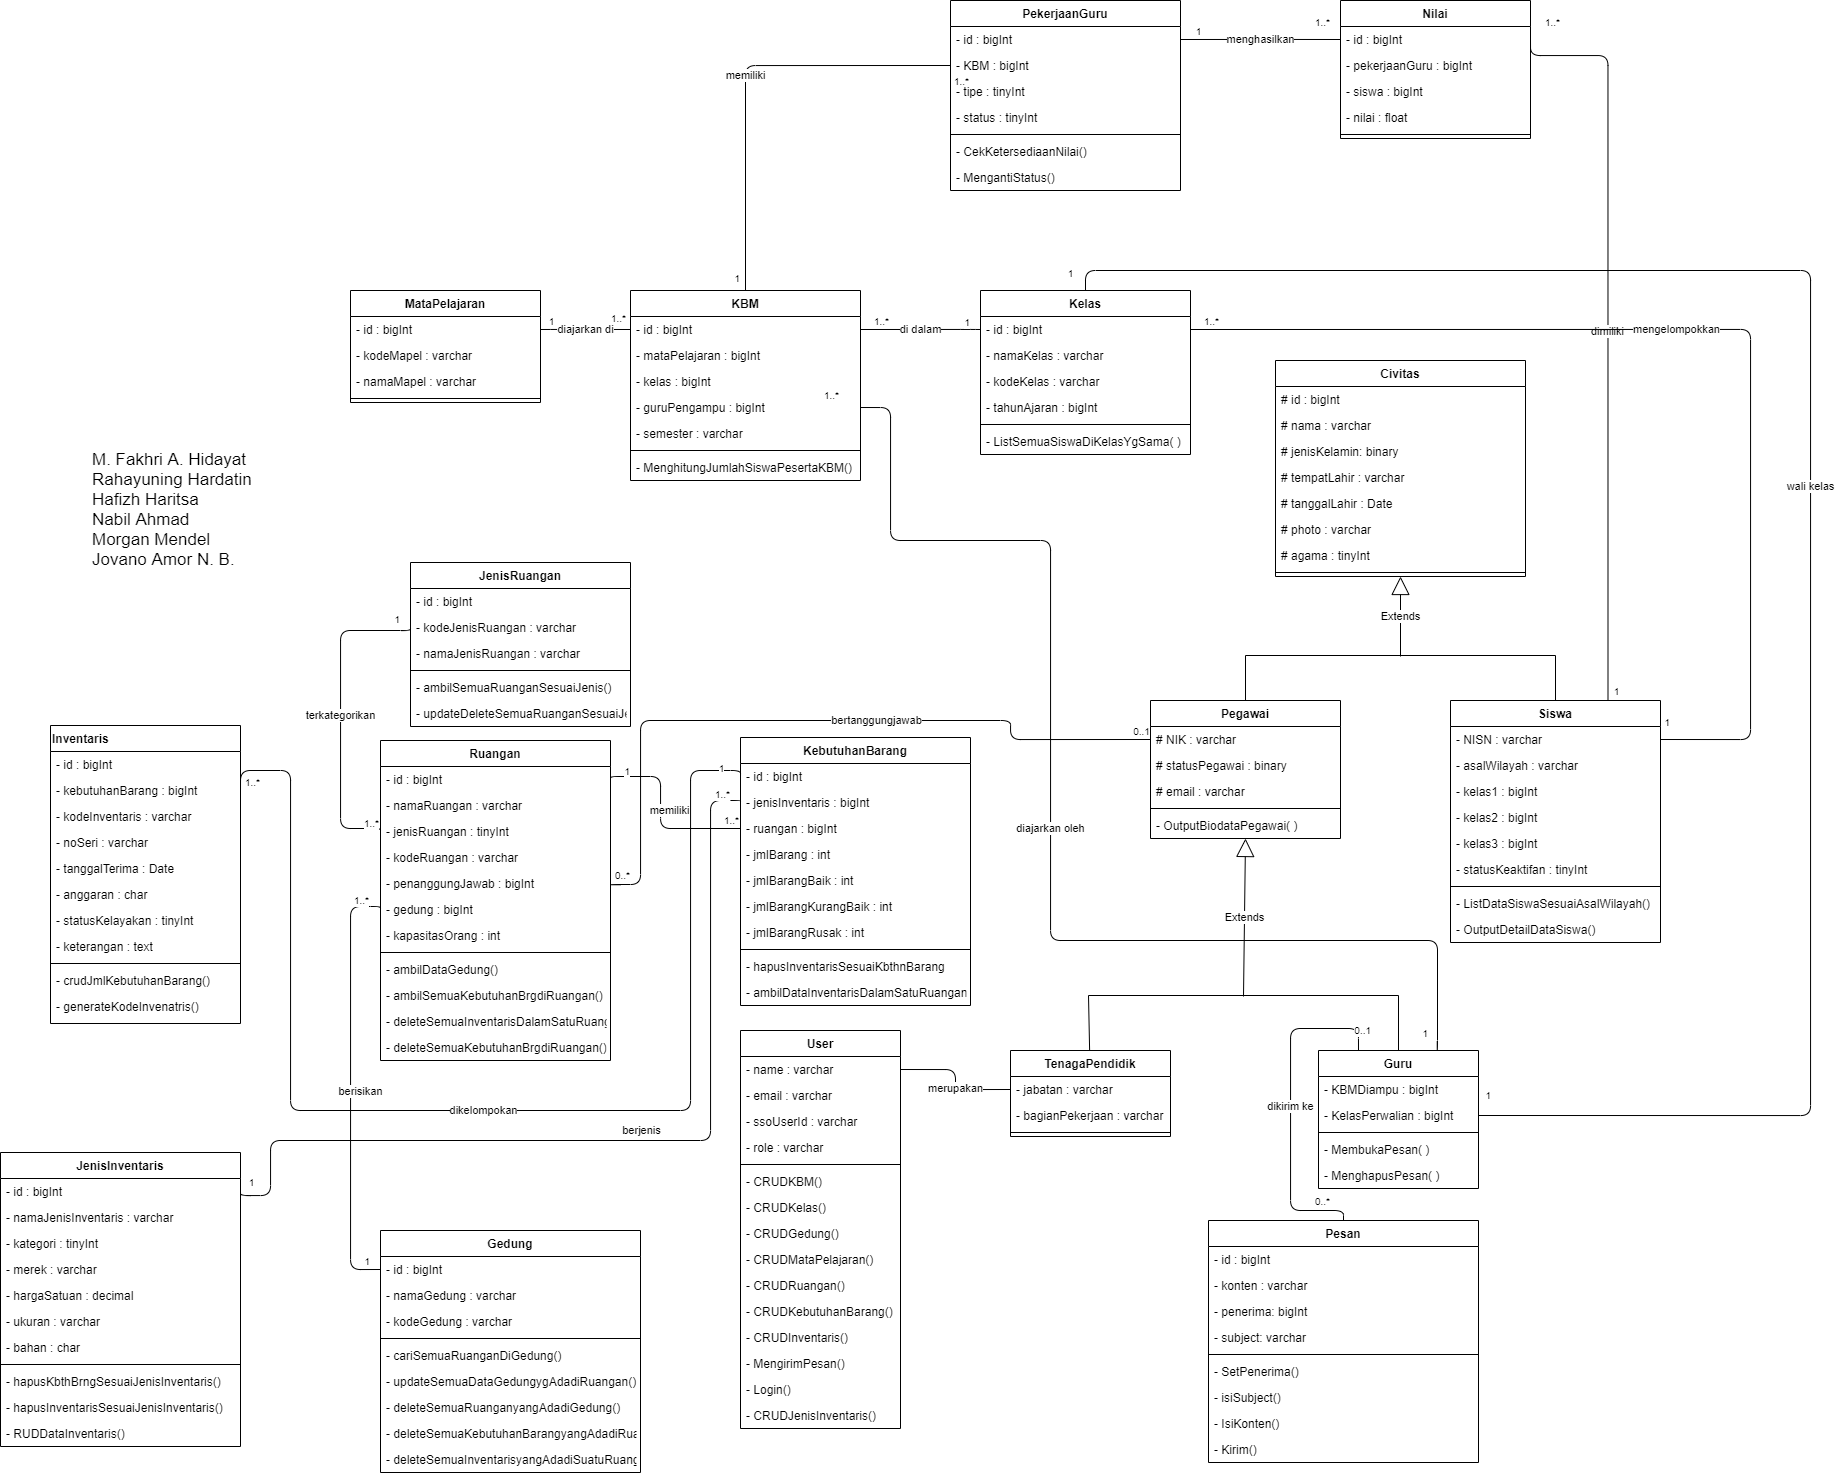 PekerjaanGuru
- id : bigInt
- KBM : bigInt
1..*
- tipe : tinyInt
- status : tinyInt
- CekKetersediaanNilai()
- MengantiStatus()
1
menghasilkan
1..*
Nilai
- id : bigInt
- pekerjaanGuru : bigInt
- siswa : bigInt
- nilai : float
1..*
memiliki
1
MataPelajaran
- id : bigInt
- kodeMapel : varchar
- namaMapel : varchar
1
diajarkan di
1..*
KBM
- id : bigInt
- mataPelajaran : bigInt
- kelas : bigInt
1..*
- guruPengampu : bigInt
- semester : varchar
- MenghitungJumlahSiswaPesertaKBM()
1..*
di dalam
1
1
Kelas
- id : bigInt
- namaKelas : varchar
- kodeKelas : varchar
- tahunAjaran : bigInt
- ListSemuaSiswaDiKelasYgSama( )
1..*
dimiliki
mengelompokkan
Civitas
# id : bigInt
# nama : varchar
# jenisKelamin: binary
# tempatLahir : varchar
# tanggalLahir : Date
# photo : varchar
# agama : tinyInt
wali kelas
Extends
M. Fakhri A. Hidayat
Rahayuning Hardatin
Hafizh Haritsa
Nabil Ahmad
Morgan Mendel
Jovano Amor N. B.
JenisRuangan
- id : bigInt
- kodeJenisRuangan : varchar
- namaJenisRuangan : varchar
- ambilSemuaRuanganSesuaiJenis()
- updateDeleteSemuaRuanganSesuaiJe
1
terkategorikan
1..*
Inventaris
- id : bigInt
- kebutuhanBarang : bigInt
- kodeInventaris : varchar
- noSeri : varchar
- tanggalTerima : Date
- anggaran : char
- statusKelayakan : tinyInt
- keterangan : text
- crudJmlKebutuhanBarang()
- generateKodeInvenatris()
1..*
Ruangan
- id : bigInt
- namaRuangan : varchar
- jenisRuangan : tinyInt
- kodeRuangan : varchar
- penanggungJawab : bigInt
- gedung : bigInt
- kapasitasOrang : int
- ambilDataGedung()
- ambilSemuaKebutuhanBrgdiRuangan()
- deleteSemuaInventarisDalamSatuRuang
- deleteSemuaKebutuhanBrgdiRuangan()
1
memiliki
1..*
0..*
bertanggungjawab
0..1
1..*
berisikan
1
1
1..*
KebutuhanBarang
- id : bigInt
- jenisInventaris : bigInt
- ruangan : bigInt
- jmlBarang : int
- jmlBarangBaik : int
- jmlBarangKurangBaik : int
- jmlBarangRusak : int
- hapusInventarisSesuaiKbthnBarang
- ambilDataInventarisDalamSatuRuangan
diajarkan oleh
Pegawai
# NIK : varchar
# statusPegawai : binary
# email : varchar
- OutputBiodataPegawai( )
Extends
1
1
Siswa
- NISN : varchar
- asalWilayah : varchar
- kelas1 : bigInt
- kelas2 : bigInt
- kelas3 : bigInt
- statusKeaktifan : tinyInt
- ListDataSiswaSesuaiAsalWilayah()
- OutputDetailDataSiswa()
dikelompokan
berjenis
1
JenisInventaris
- id : bigInt
- namaJenisInventaris : varchar
- kategori : tinyInt
- merek : varchar
- hargaSatuan : decimal
- ukuran : varchar
- bahan : char
- hapusKbthBrngSesuaiJenisInventaris()
- hapusInventarisSesuaiJenisInventaris()
- RUDDataInventaris()
Gedung
- id : bigInt
- namaGedung : varchar
- kodeGedung : varchar
- cariSemuaRuanganDiGedung()
- updateSemuaDataGedungygAdadiRuangan()
- deleteSemuaRuanganyangAdadiGedung()
- deleteSemuaKebutuhanBarangyangAdadiRua
- deleteSemuaInventarisyangAdadiSuatuRuang
User
- name : varchar
- email : varchar
- ssoUserId : varchar
- role : varchar
- CRUDKBM()
- CRUDKelas()
- CRUDGedung()
- CRUDMataPelajaran()
- CRUDRuangan()
- CRUDKebutuhanBarang()
- CRUDInventaris()
- MengirimPesan()
- Login()
- CRUDJenisInventaris()
merupakan
TenagaPendidik
- jabatan : varchar
- bagianPekerjaan : varchar
0..1
1
Guru
- KBMDiampu : bigInt
- KelasPerwalian : bigInt
- MembukaPesan( )
- MenghapusPesan( )
1
dikirim ke
0..*
Pesan
- id : bigInt
- konten : varchar
- penerima: bigInt
- subject: varchar
- SetPenerima()
- isiSubject()
- IsiKonten()
- Kirim()